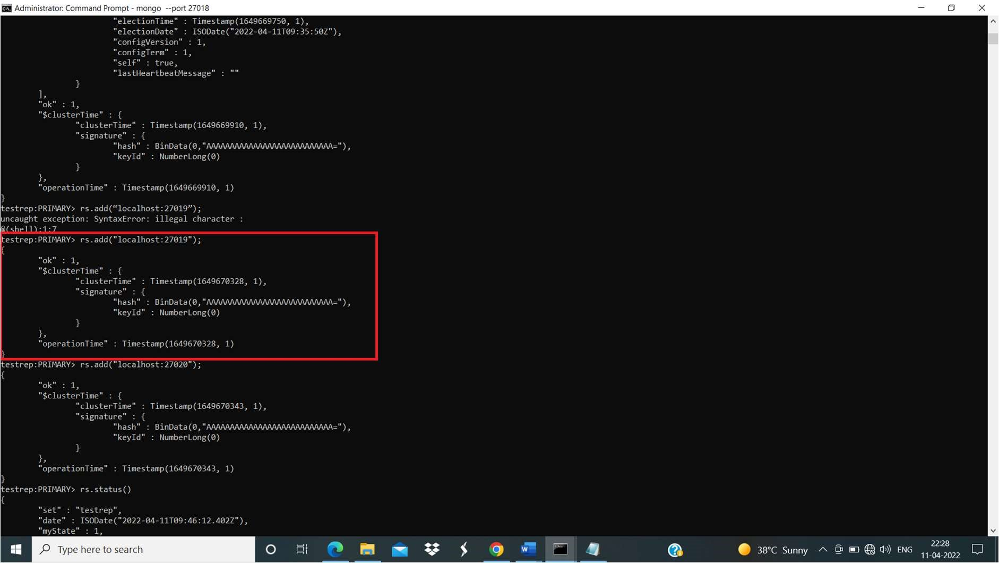 Administrator: Command Prompt - mongo  --port 27018
"electionTime" : Timestamp(1649669750, 1),
"electionDate" : ISODate("2022-04-11T09:35:50Z"),
"configVersion" : 1,
"configTerm" : 1,
"self" : true,
"lastHeartbeatMessage" : ""
}
],
"ok" : 1,
"$clusterTime" : {
"clusterTime" : Timestamp(1649669910, 1),
"signature" : {
"hash" : BinData(0,"AAAAAAAAAAAAAAAAAAAAAAAAAAA="),
"keyId" : NumberLong(0)
}
},
"operationTime" : Timestamp(1649669910, 1)
}
testrep:PRIMARY> rs.add(“localhost:27019”);
uncaught exception: SyntaxError: illegal character :
@(shell):1:7
testrep:PRIMARY> rs.add("localhost:27019");
{
"ok" : 1,
"$clusterTime" : {
"clusterTime" : Timestamp(1649670328, 1),
"signature" : {
"hash" : BinData(0,"AAAAAAAAAAAAAAAAAAAAAAAAAAA="),
"keyId" : NumberLong(0)
}
},
"operationTime" : Timestamp(1649670328, 1)
}
testrep:PRIMARY> rs.add("localhost:27020");
{
"ok" : 1,
"$clusterTime" : {
"clusterTime" : Timestamp(1649670343, 1),
"signature" : {
"hash" : BinData(0,"AAAAAAAAAAAAAAAAAAAAAAAAAAA="),
"keyId" : NumberLong(0)
}
},
"operationTime" : Timestamp(1649670343, 1)
}
testrep:PRIMARY> rs.status()
{
"set" : "testrep",
"date" : ISODate("2022-04-11T09:46:12.402Z"),
"myState" : 1,
Type here to search
38°C Sunny
ENG
22:28
11-04-2022